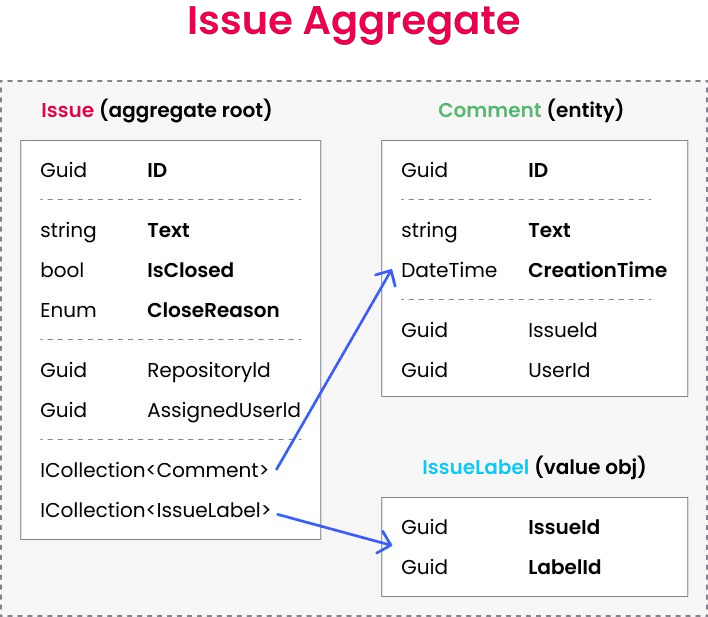 Issue Aggregate
Issue (aggregate root)
Guid ID
string Text
bool IsClosed
Enum CloseReason
Guid RepositoryId
Guid AssignedUserId
ICollection<Comment>
ICollection<IssueLabel>
Comment (entity)
Guid ID
string Text
DateTime CreationTime
Guid IssueId
Guid UserId
IssueLabel (value obj)
Guid IssueId
Guid LabelId